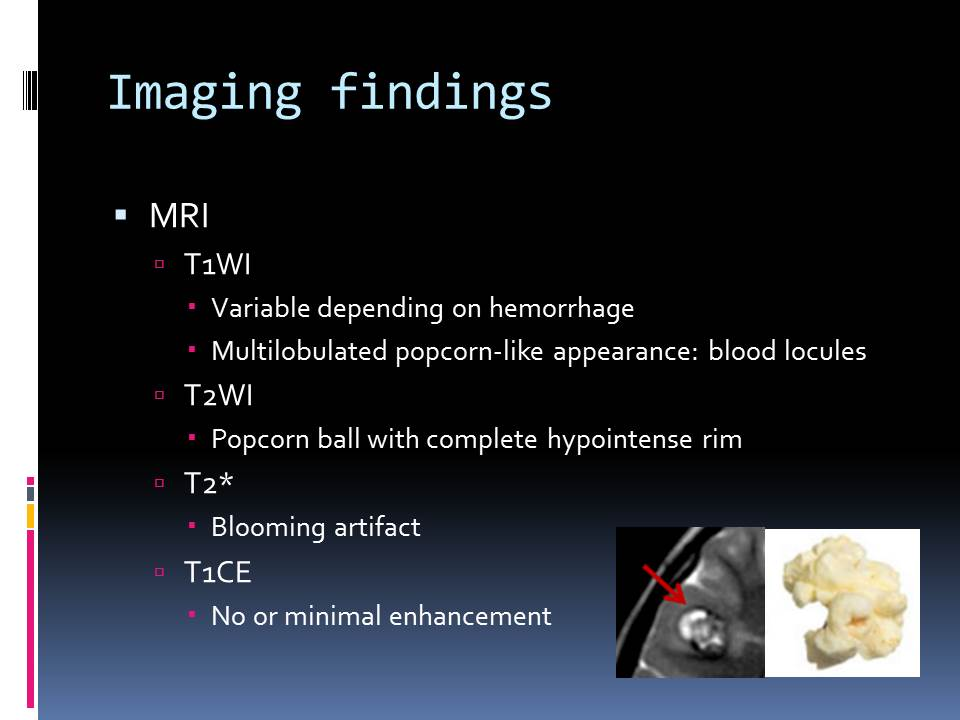 Imaging findings
MRI
T1WI
Variable depending on hemorrhage
Multilobulated popcorn-like appearance: blood locules
T2WI
Popcorn ball with complete hypointense rim
T2*
Blooming artifact
T1CE
No or minimal enhancement